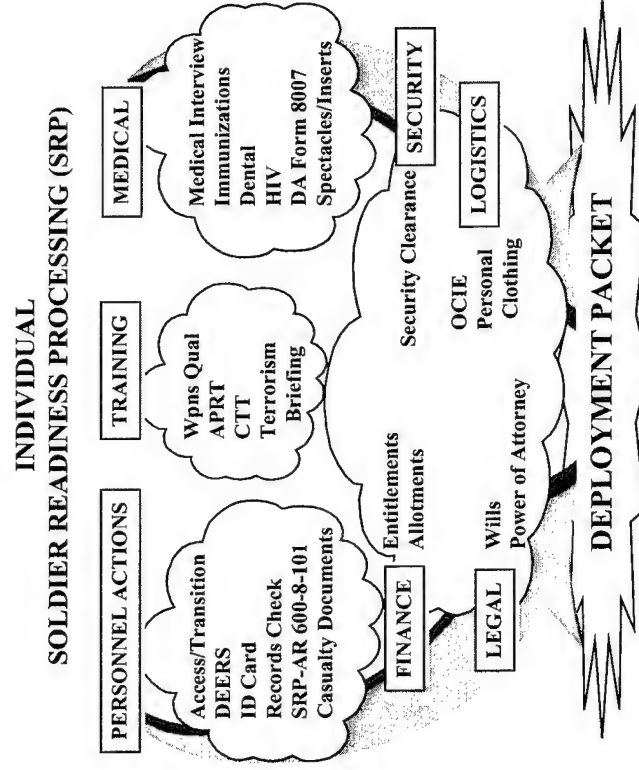 INDIVIDUAL
SOLDIER READINESS PROCESSING (SRP)
PERSONNEL ACTIONS
Access/Transition
DEERS
ID Card
Records Check
SRP-AR 600-8-101
Casualty Documents
TRAINING
Wpns Qual
APRT
CTT
Terrorism
Briefing
MEDICAL
Medical Interview
Immunizations
Dental
HIV
DA Form 8007
Spectacles/Inserts
FINANCE
Entitlements
Allotments
SECURITY
Security Clearance
LEGAL
Wills
Power of Attorney
LOGISTICS
OCIE
Personal
Clothing
DEPLOYMENT PACKET